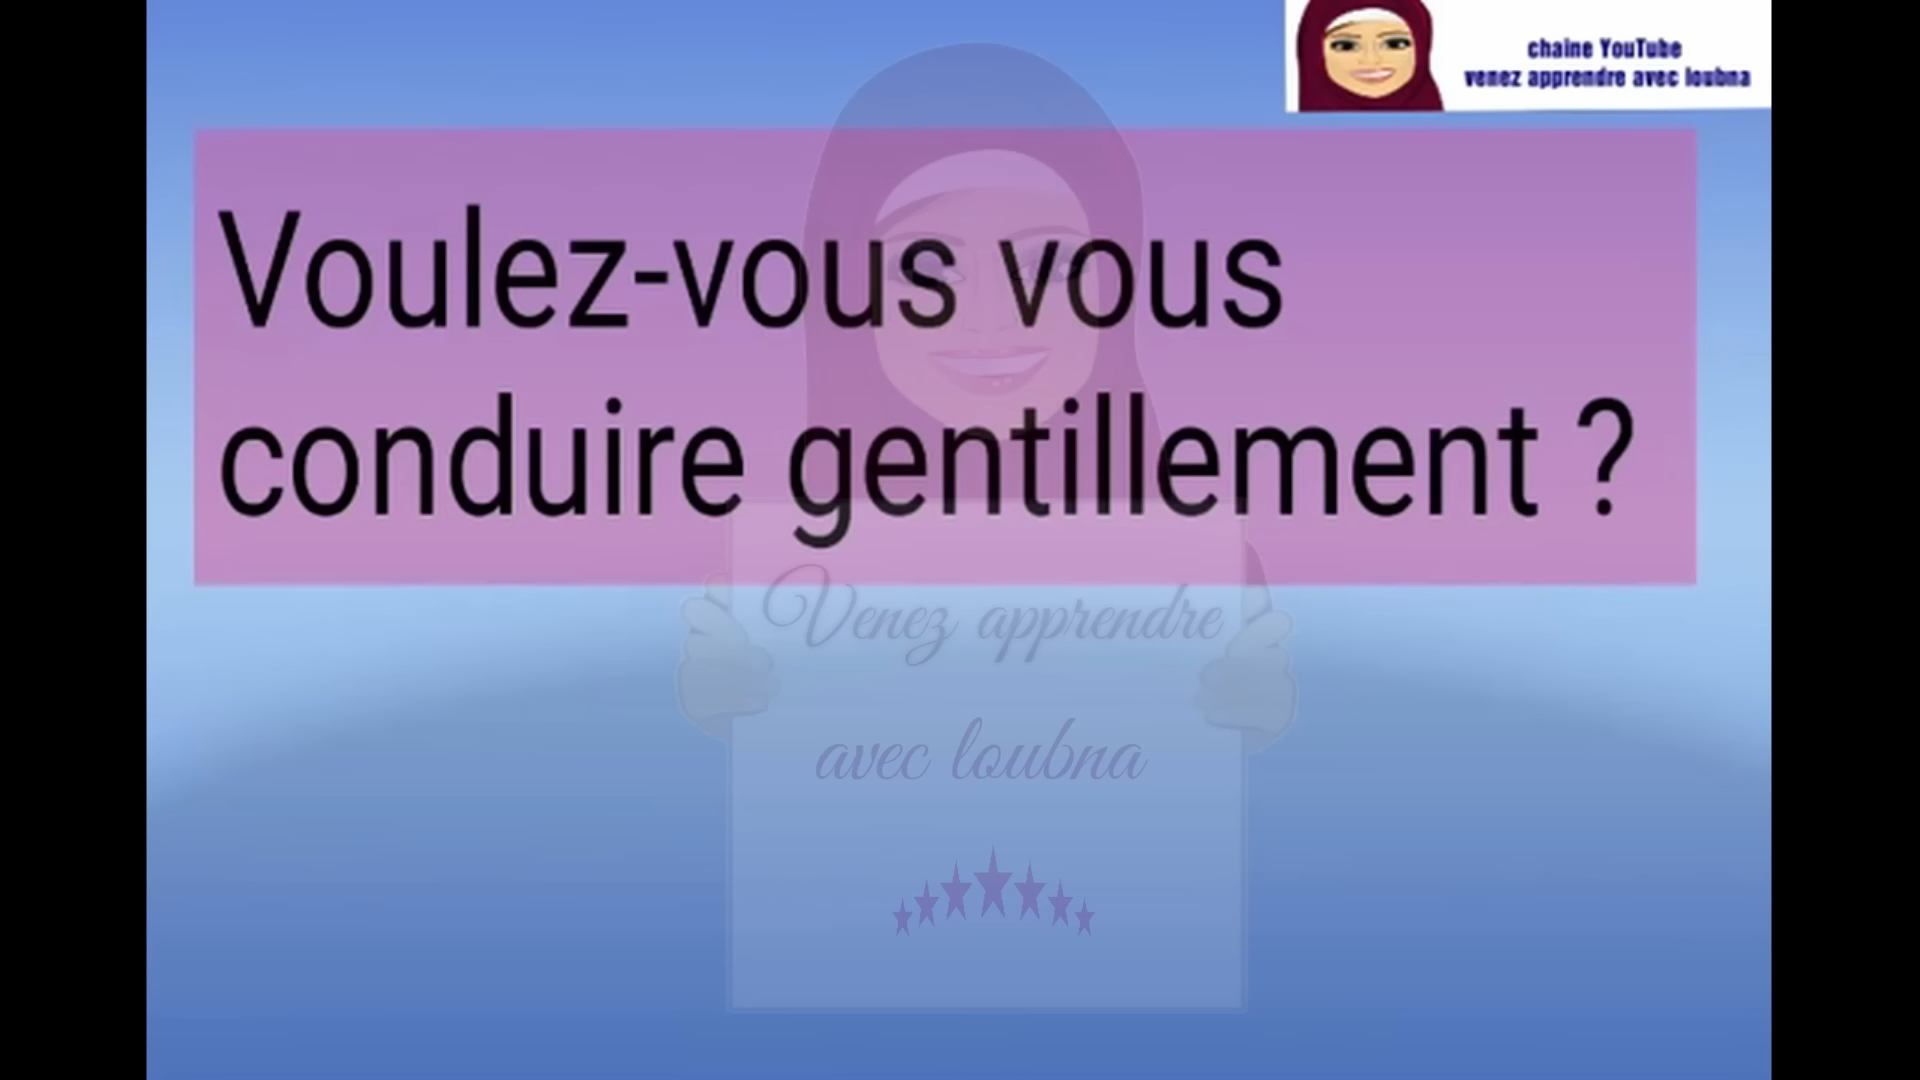 chaine YouTube
venez apprendre avec loubna
Voulez-vous vous
conduire gentillement ?
Venez apprendre
avec loubna